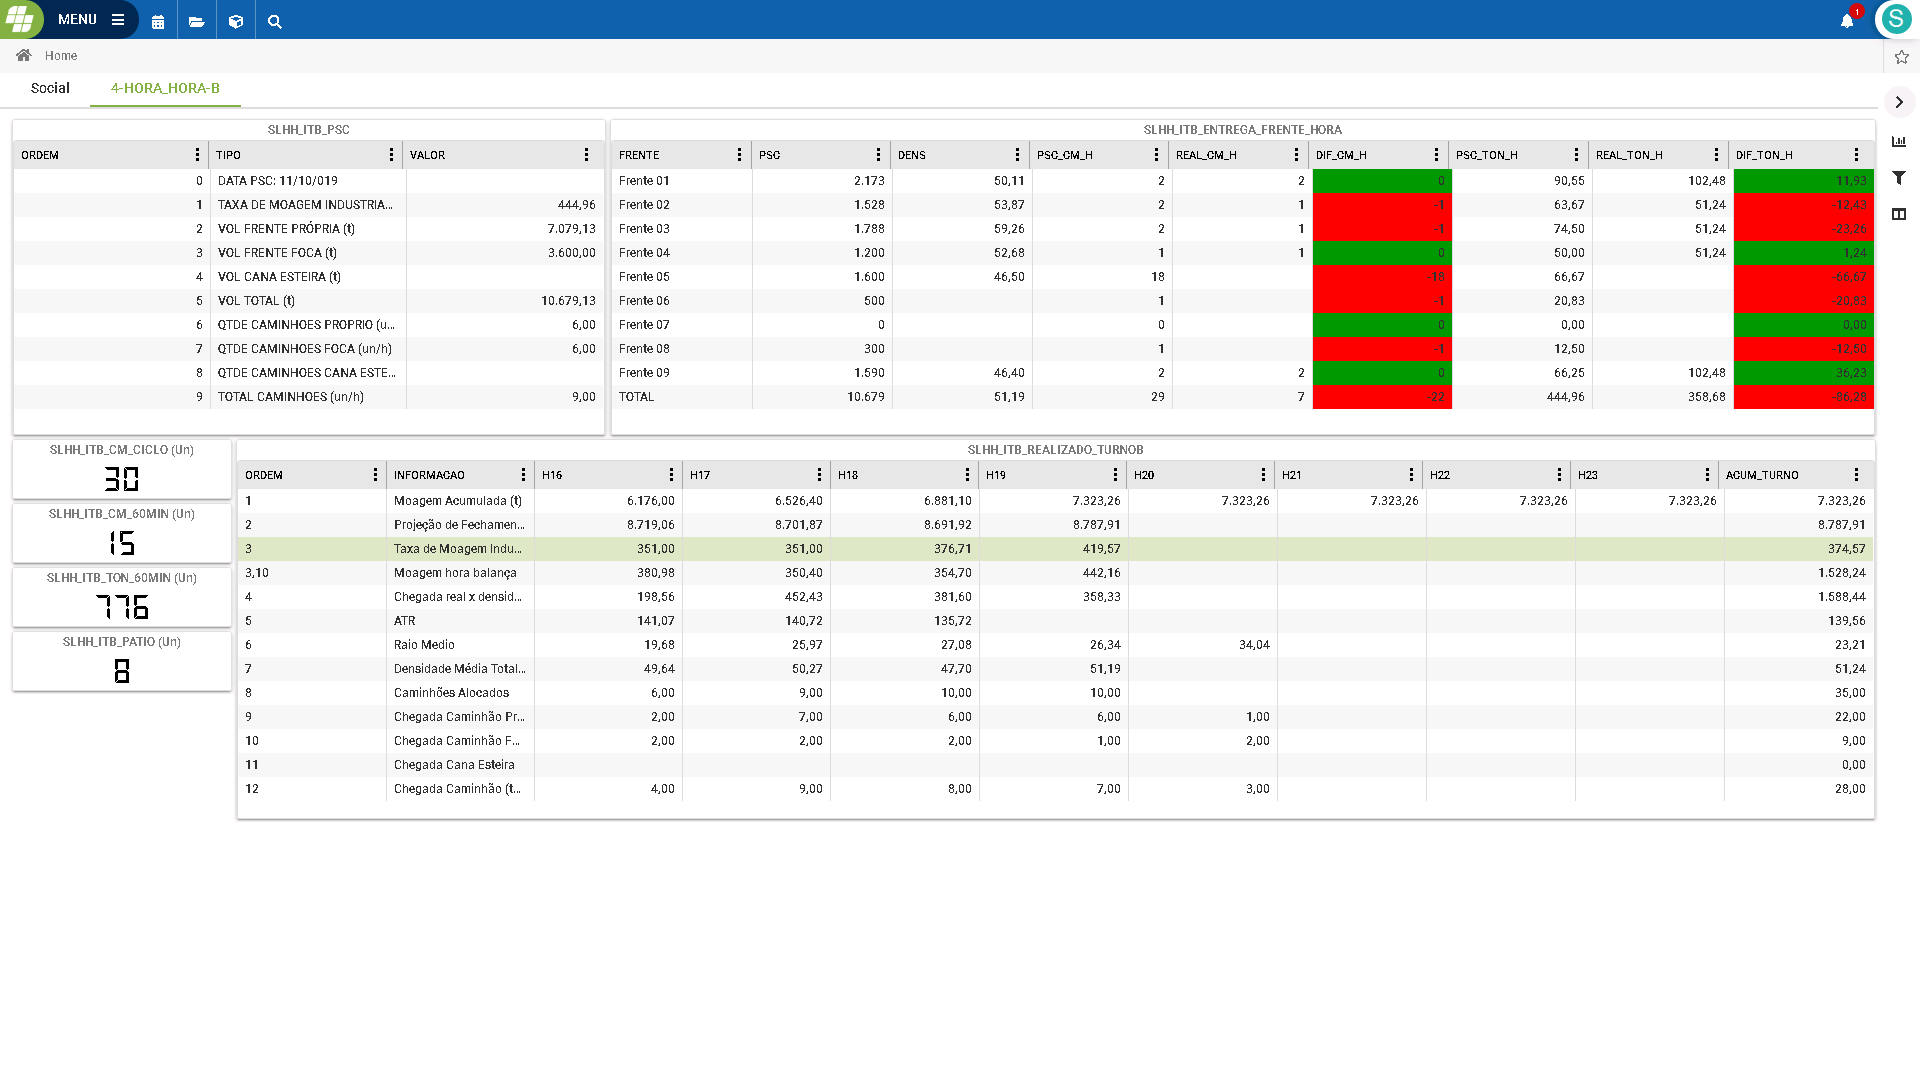 MENU
1
S
Home
Social 4-HORA_HORA-B
SLHH_ITB_PSC
ORDEM TIPO VALOR
0 DATA PSC: 11/10/019
1 TAXA DE MOAGEM INDUSTRIA... 444,96
2 VOL FRENTE PRÓPRIA (t) 7.079,13
3 VOL FRENTE FOCA (t) 3.600,00
4 VOL CANA ESTEIRA (t)
5 VOL TOTAL (t) 10.679,13
6 QTDE CAMINHOES PROPRIO (u... 6,00
7 QTDE CAMINHOES FOCA (un/h) 6,00
8 QTDE CAMINHOES CANA ESTE...
9 TOTAL CAMINHOES (un/h) 9,00
SLHH_ITB_ENTREGA_FRENTE_HORA
FRENTE PSC DENS PSC_CM_H REAL_CM_H DIF_CM_H PSC_TON_H REAL_TON_H DIF_TON_H
Frente 01 2.173 50,11 2 2 0 90,55 102,48 11,93
Frente 02 1.528 53,87 2 1 -1 63,67 51,24 -12,43
Frente 03 1.788 59,26 2 1 -1 74,50 51,24 -23,26
Frente 04 1.200 52,68 1 1 0 50,00 51,24 1,24
Frente 05 1.600 46,50 18 -18 66,67 -66,67
Frente 06 500 1 -1 20,83 -20,83
Frente 07 0 0 0 0,00 0,00
Frente 08 300 1 -1 12,50 -12,50
Frente 09 1.590 46,40 2 2 0 66,25 102,48 36,23
TOTAL 10.679 51,19 29 7 -22 444,96 358,68 -86,28
SLHH_ITB_CM_CICLO (Un)
30
SLHH_ITB_CM_60MIN (Un)
15
SLHH_ITB_TON_60MIN (Un)
776
SLHH_ITB_PATIO (Un)
8
SLHH_ITB_REALIZADO_TURNOB
ORDEM INFORMACAO H16 H17 H18 H19 H20 H21 H22 H23 ACUM_TURNO
1 Moagem Acumulada (t) 6.176,00 6.526,40 6.881,10 7.323,26 7.323,26 7.323,26 7.323,26 7.323,26 7.323,26
2 Projeção de Fechamen... 8.719,06 8.701,87 8.691,92 8.787,91 8.787,91
3 Taxa de Moagem Indu... 351,00 351,00 376,71 419,57 374,57
3,10 Moagem hora balança 380,98 350,40 354,70 442,16 1.528,24
4 Chegada real x densid... 198,56 452,43 381,60 358,33 1.588,44
5 ATR 141,07 140,72 135,72 139,56
6 Raio Medio 19,68 25,97 27,08 26,34 34,04 23,21
7 Densidade Média Total... 49,64 50,27 47,70 51,19 51,24
8 Caminhões Alocados 6,00 9,00 10,00 10,00 35,00
9 Chegada Caminhão Pr... 2,00 7,00 6,00 6,00 1,00 22,00
10 Chegada Caminhão F... 2,00 2,00 2,00 1,00 2,00 9,00
11 Chegada Cana Esteira 0,00
12 Chegada Caminhão (t... 4,00 9,00 8,00 7,00 3,00 28,00